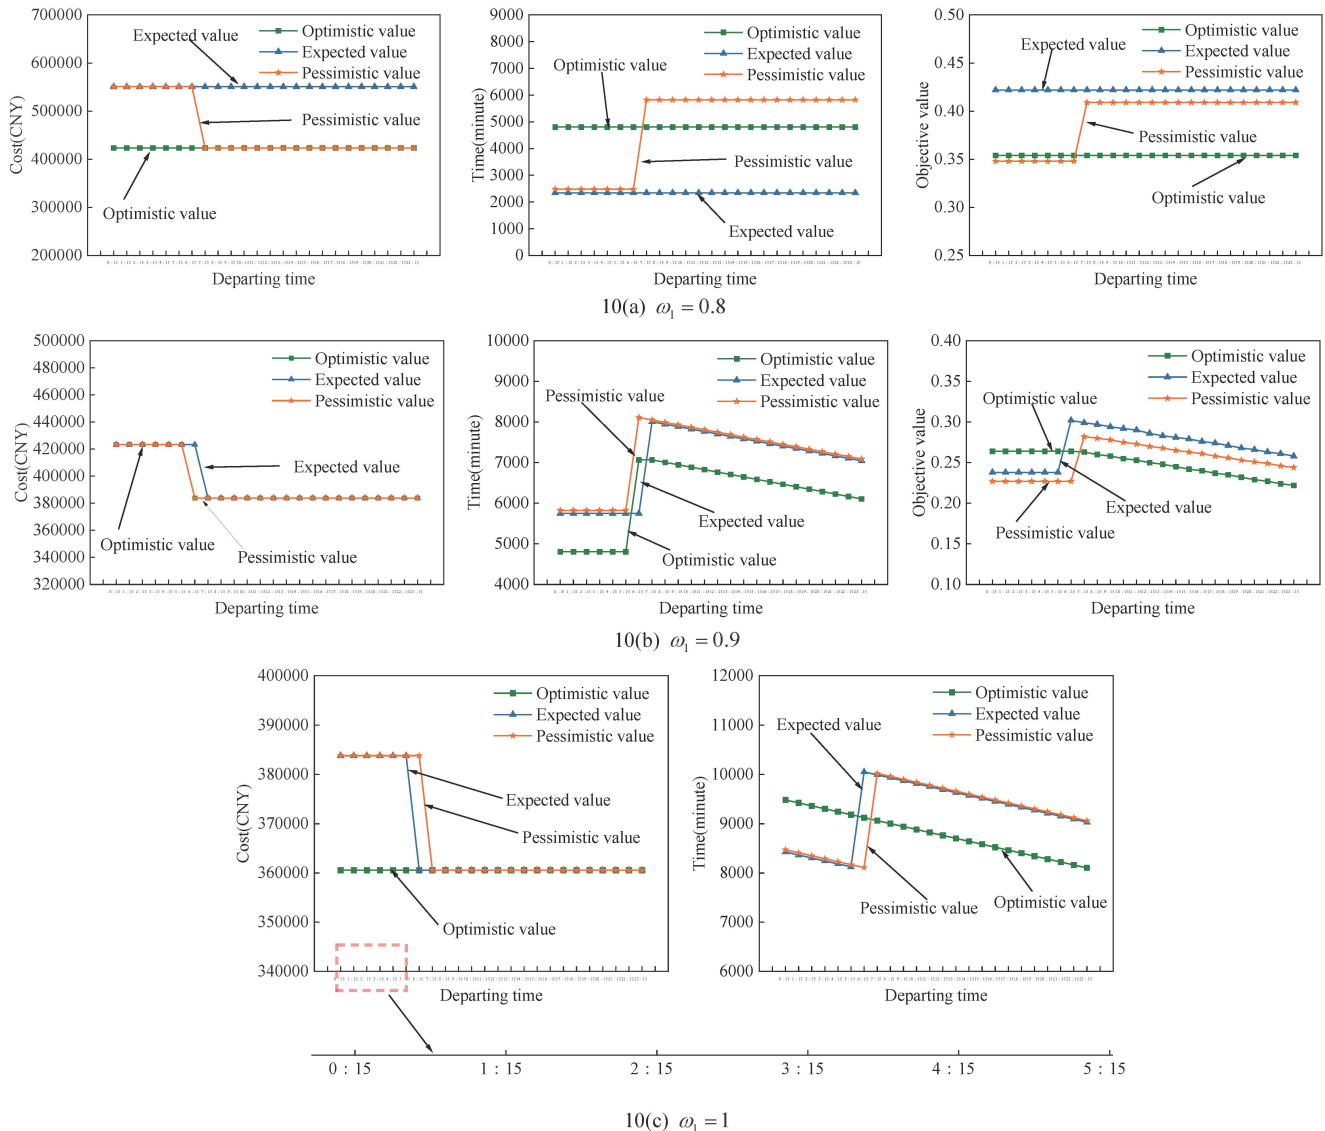 700000
600000
500000
400000
300000
200000
Cost(CNY)
Expected value
Optimistic value
Expected value
Pessimistic value
Pessimistic value
Optimistic value
Departing time
9000
8000
7000
6000
5000
4000
3000
2000
1000
0
Time(minute)
Optimistic value
Optimistic value
Expected value
Pessimistic value
Pessimistic value
Expected value
Departing time
0.50
0.45
0.40
0.35
0.30
0.25
Objective value
Expected value
Optimistic value
Expected value
Pessimistic value
Pessimistic value
Optimistic value
Departing time
10(a) ω₁ = 0.8
500000
480000
460000
440000
420000
400000
380000
360000
340000
320000
Cost(CNY)
Optimistic value
Expected value
Pessimistic value
Expected value
Optimistic value
Pessimistic value
Departing time
10000
9000
8000
7000
6000
5000
4000
Time(minute)
Optimistic value
Expected value
Pessimistic value
Pessimistic value
Expected value
Optimistic value
Departing time
0.40
0.35
0.30
0.25
0.20
0.15
0.10
Objective value
Optimistic value
Expected value
Pessimistic value
Optimistic value
Expected value
Pessimistic value
Departing time
10(b) ω₁ = 0.9
400000
390000
380000
370000
360000
350000
340000
Cost(CNY)
Optimistic value
Expected value
Pessimistic value
Expected value
Pessimistic value
Optimistic value
Departing time
12000
11000
10000
9000
8000
7000
6000
Time(minute)
Optimistic value
Expected value
Pessimistic value
Expected value
Pessimistic value
Optimistic value
Departing time
0 : 15 1 : 15 2 : 15 3 : 15 4 : 15 5 : 15
10(c) ω₁ = 1